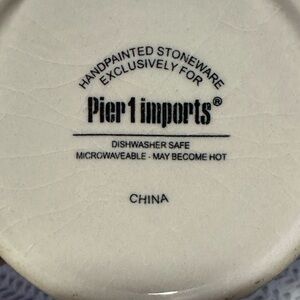 HANDPAINTED STONEWARE
EXCLUSIVELY FOR
Pier 1 imports®
DISHWASHER SAFE
MICROWAVEABLE - MAY BECOME HOT
CHINA